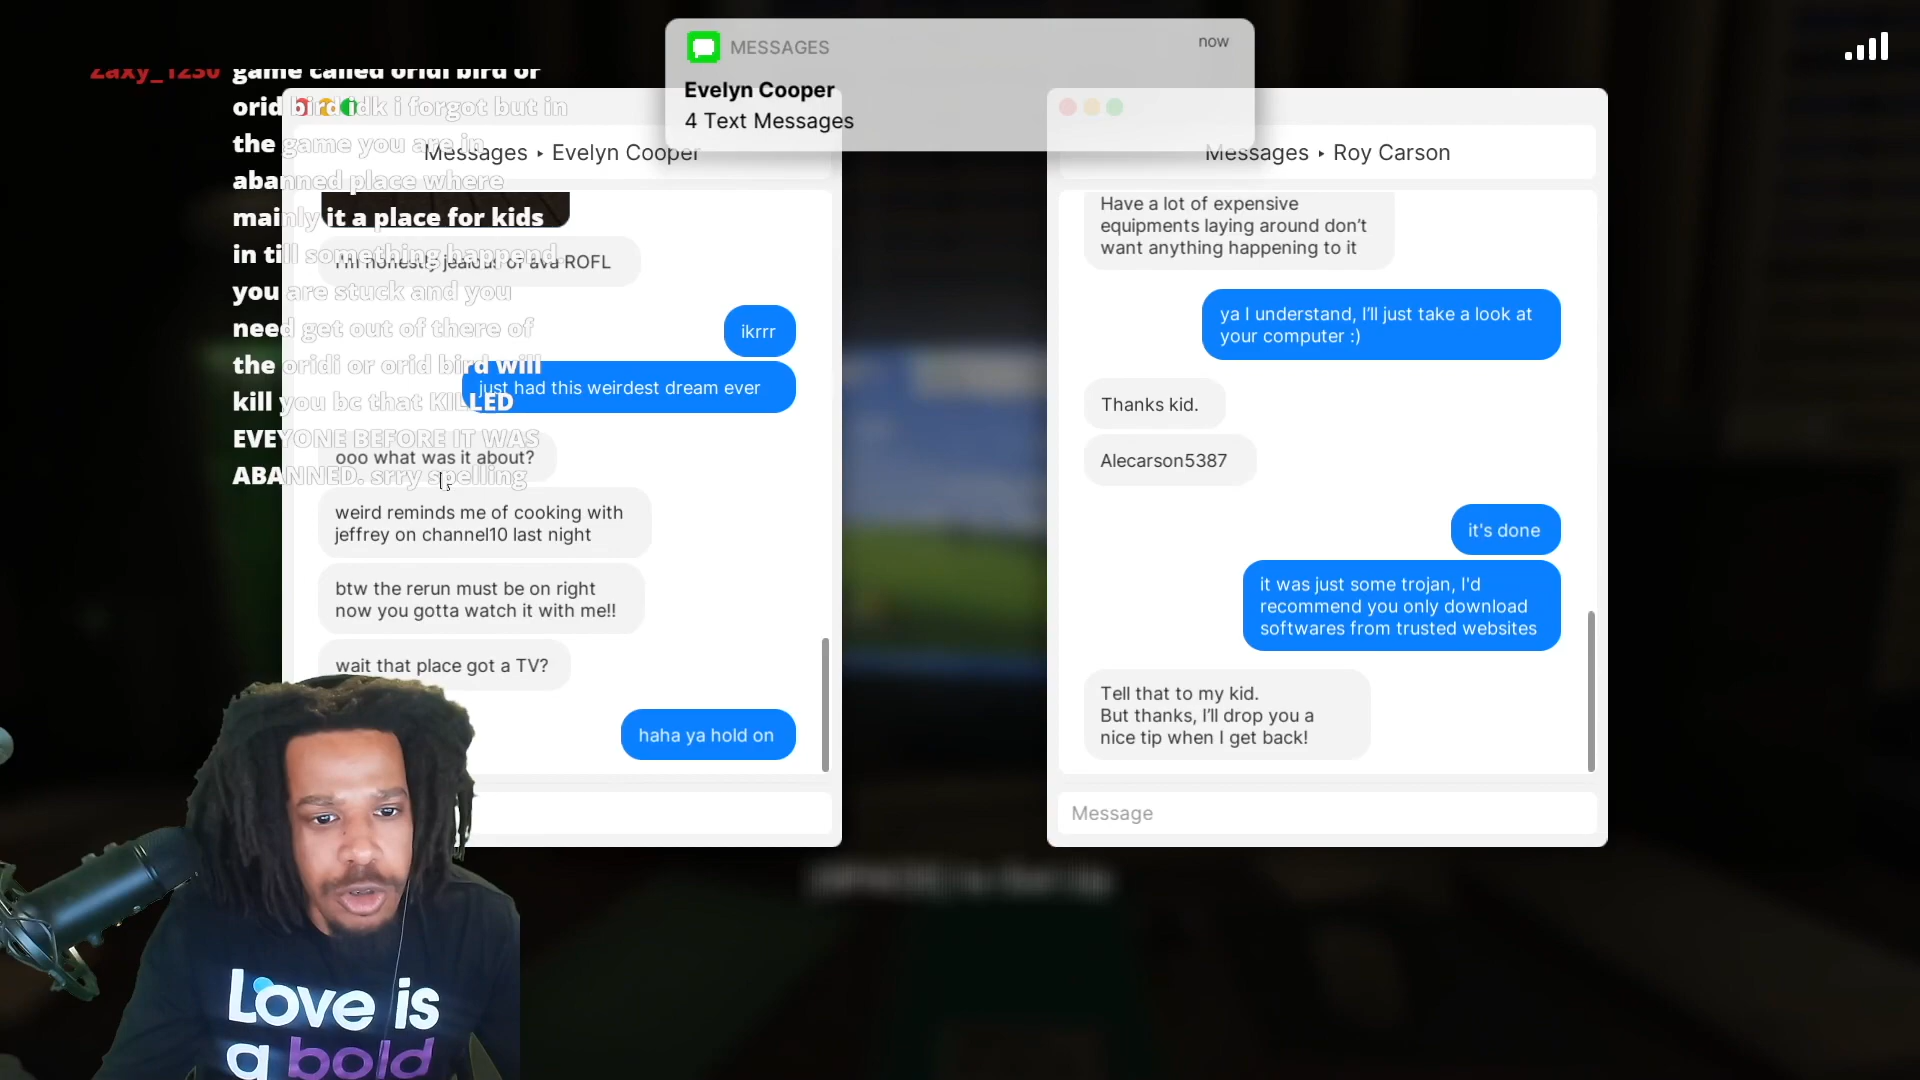 MESSAGES
now
Evelyn Cooper
4 Text Messages
game called oridi bird or
orid bird idk i forgot but in
the game you are in
abanned place where
mainly it a place for kids
in till something happend
you are stuck and you
need get out of there of
the oridi or orid bird will
kill you bc that KILLED
EVEYONE BEFORE IT WAS
ABANNED. srry spelling
Messages ▸ Evelyn Cooper
I'm honestly jealous of ava ROFL
ikrrr
just had this weirdest dream ever
ooo what was it about?
weird reminds me of cooking with
jeffrey on channel10 last night
btw the rerun must be on right
now you gotta watch it with me!!
wait that place got a TV?
haha ya hold on
Messages ▸ Roy Carson
Have a lot of expensive
equipments laying around don't
want anything happening to it
ya I understand, I'll just take a look at
your computer :)
Thanks kid.
Alecarson5387
it's done
it was just some trojan, I'd
recommend you only download
softwares from trusted websites
Tell that to my kid.
But thanks, I'll drop you a
nice tip when I get back!
Message
Love is
a bold